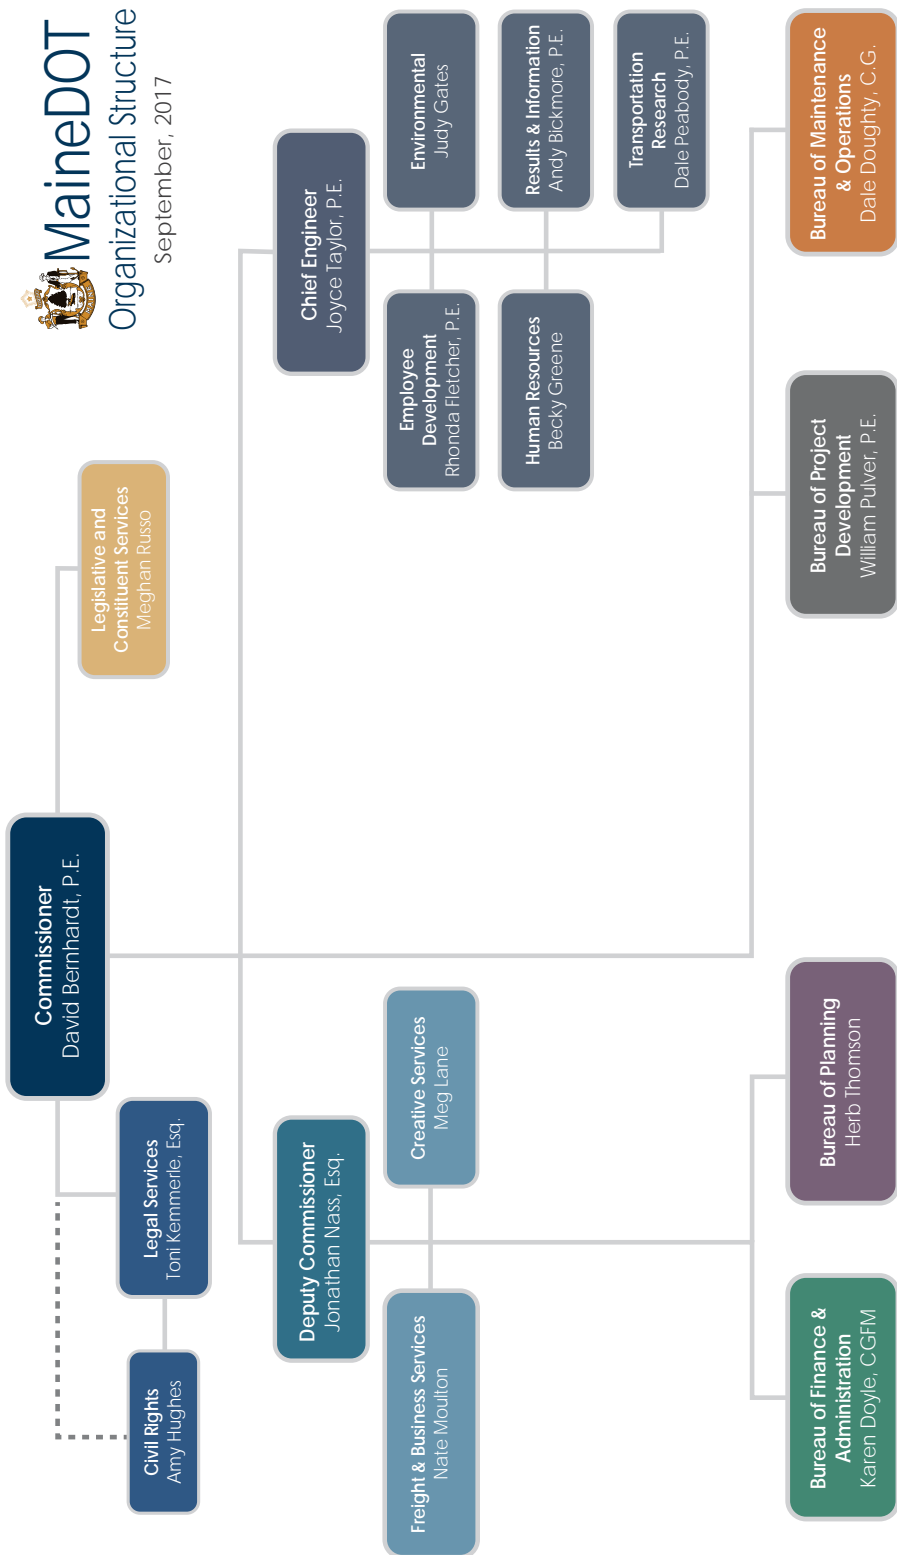 MaineDOT
Organizational Structure
September, 2017
Commissioner
David Bernhardt, P.E.
Legislative and
Constituent Services
Meghan Russo
Legal Services
Toni Kemmerle, Esq.
Civil Rights
Amy Hughes
Deputy Commissioner
Jonathan Nass, Esq.
Chief Engineer
Joyce Taylor, P.E.
Freight & Business Services
Nate Moulton
Creative Services
Meg Lane
Employee
Development
Rhonda Fletcher, P.E.
Environmental
Judy Gates
Human Resources
Becky Greene
Results & Information
Andy Bickmore, P.E.
Transportation
Research
Dale Peabody, P.E.
Bureau of Finance &
Administration
Karen Doyle, CGFM
Bureau of Planning
Herb Thomson
Bureau of Project
Development
William Pulver, P.E.
Bureau of Maintenance
& Operations
Dale Doughty, C.G.